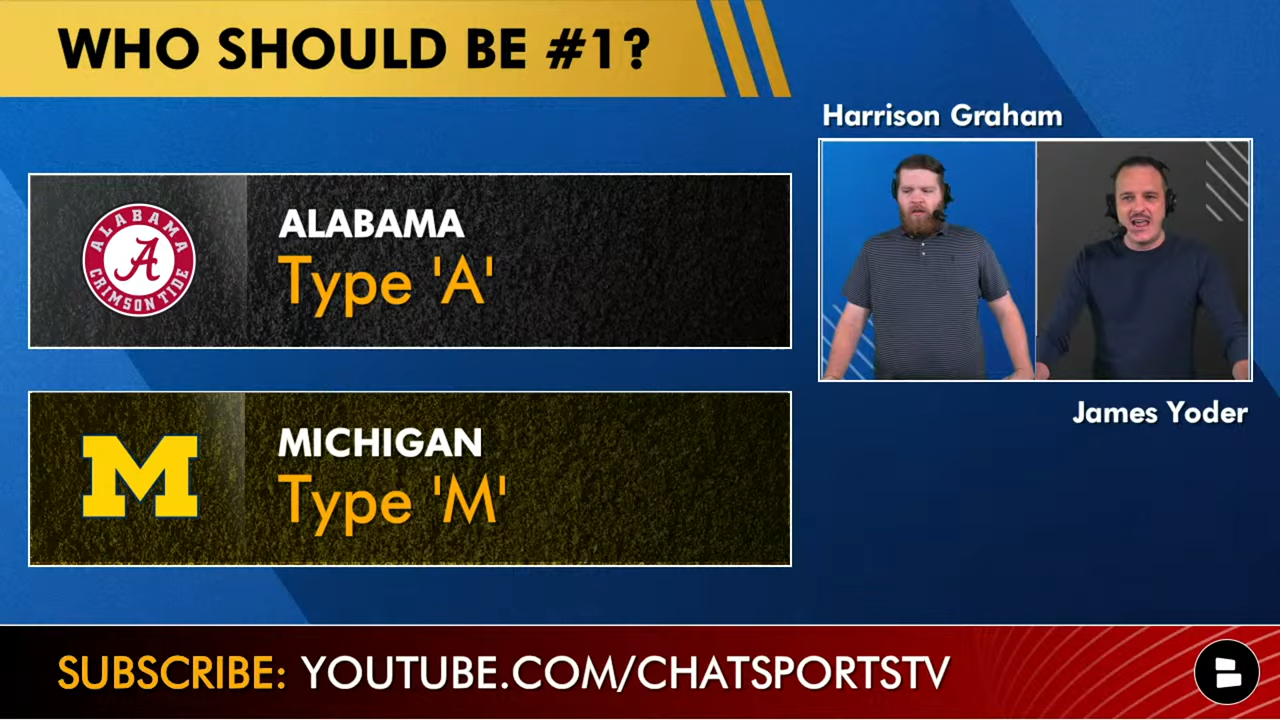 WHO SHOULD BE #1?
Harrison Graham
ALABAMA
A
CRIMSON TIDE
ALABAMA
Type 'A'
M
MICHIGAN
Type 'M'
James Yoder
SUBSCRIBE: YOUTUBE.COM/CHATSPORTSTV